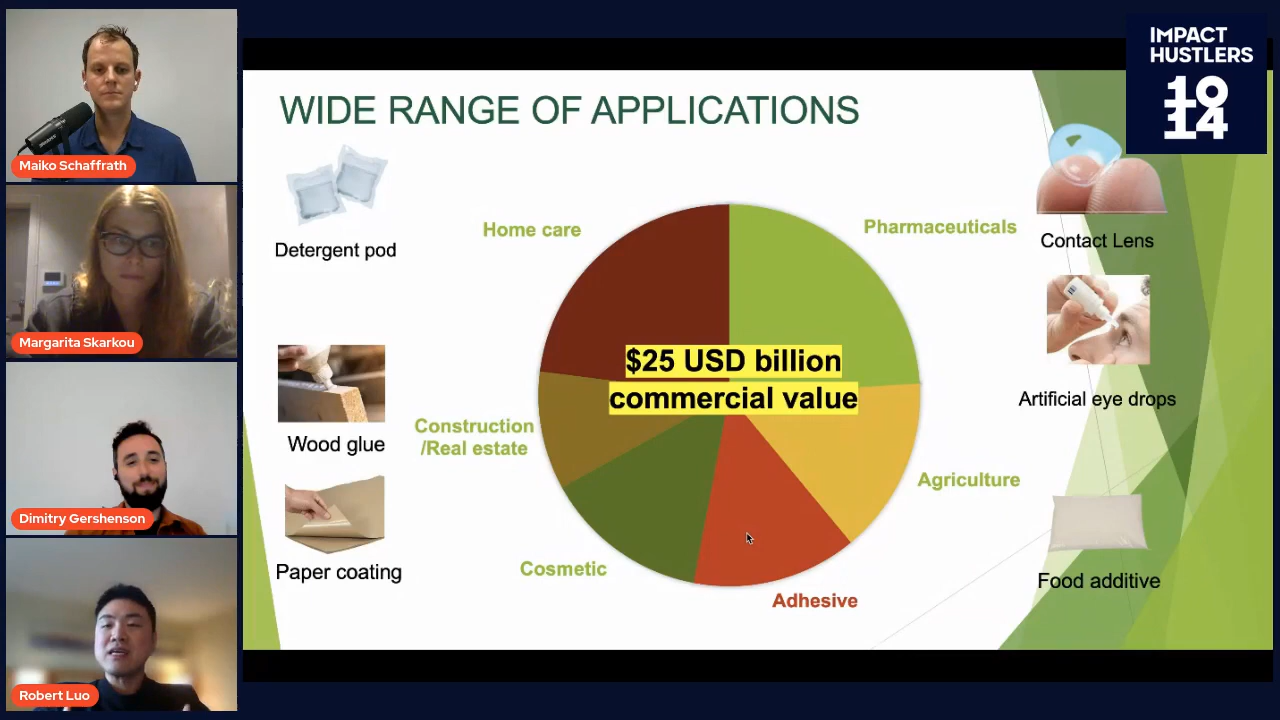 Maiko Schaffrath
Margarita Skarkou
Dimitry Gershenson
Robert Luo
WIDE RANGE OF APPLICATIONS
Detergent pod
Wood glue
Paper coating
Home care
Construction
/Real estate
Cosmetic
$25 USD billion
commercial value
Pharmaceuticals
Agriculture
Adhesive
Contact Lens
Artificial eye drops
Food additive
IMPACT
HUSTLERS
10
14